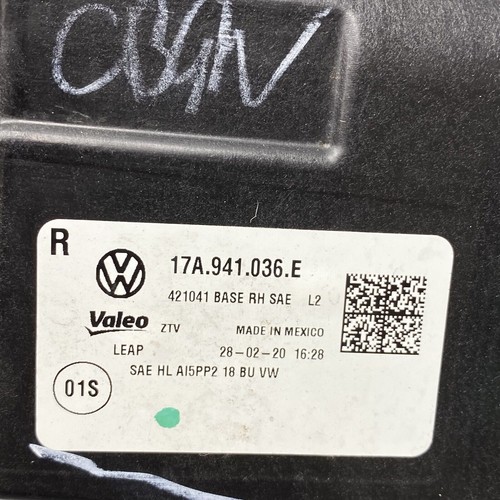 R
17A.941.036.E
421041 BASE RH SAE L2
Valeo ZTV MADE IN MEXICO
LEAP 28-02-20 16:28
SAE HL AI5PP2 18 BU VW
01S